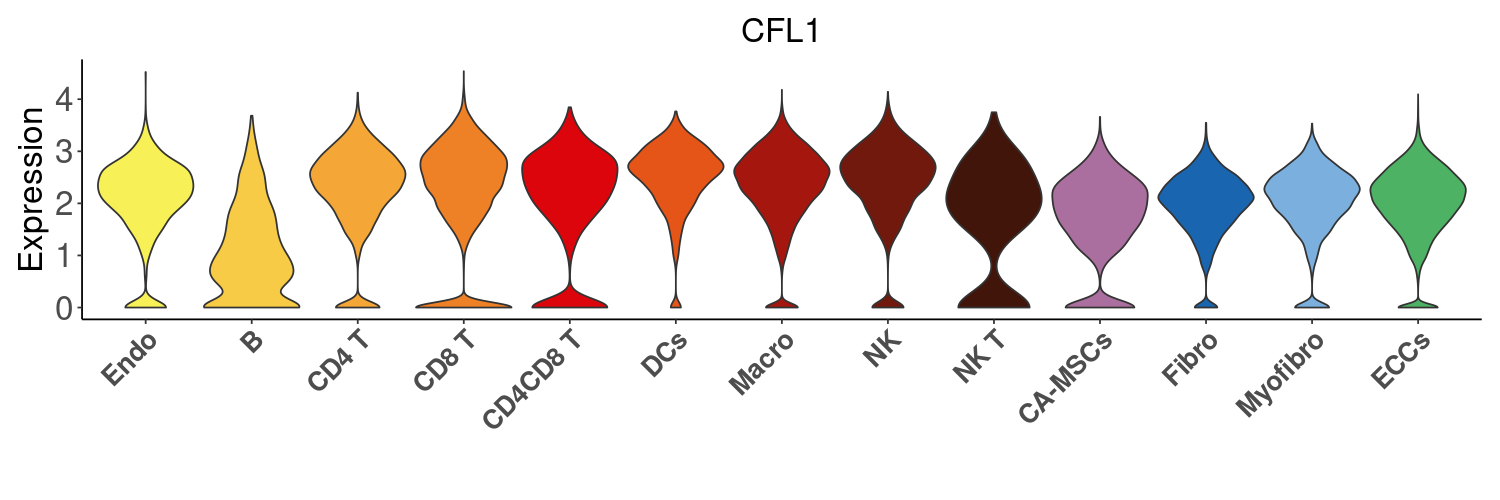 CFL1
Expression
4
3
2
1
0
Endo
B
CD4 T
CD8 T
CD4CD8 T
DCs
Macro
NK
NK T
CA-MSCs
Fibro
Myofibro
ECCs